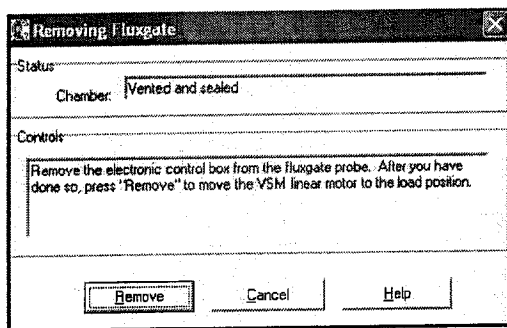 Removing Fluxgate
Status
Chamber: Vented and sealed
Controls
Remove the electronic control box from the fluxgate probe. After you have
done so, press "Remove" to move the VSM linear motor to the load position.
Remove Cancel Help